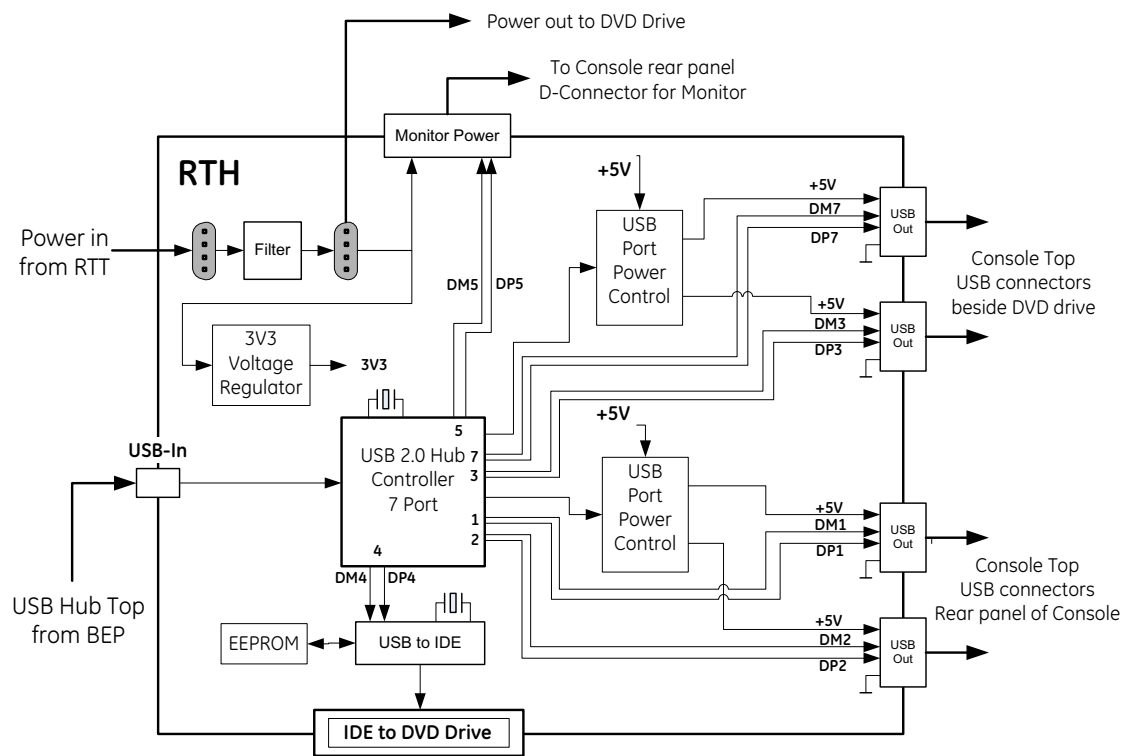 Power out to DVD Drive
To Console rear panel
D-Connector for Monitor
Monitor Power
RTH
+5V
+5V
USB
Out
DM7
DP7
USB
Port
Power
Control
Power in
from RTT
Filter
Console Top
USB connectors
beside DVD drive
DM5
DP5
+5V
USB
Out
DM3
DP3
3V3
Voltage
Regulator
3V3
+5V
USB-In
5
7
3
1
2
4
USB 2.0 Hub
Controller
7 Port
USB
Port
Power
Control
+5V
USB
Out
DM1
DP1
DM4
DP4
Console Top
USB connectors
Rear panel of Console
USB Hub Top
from BEP
EEPROM
USB to IDE
+5V
USB
Out
DM2
DP2
IDE to DVD Drive